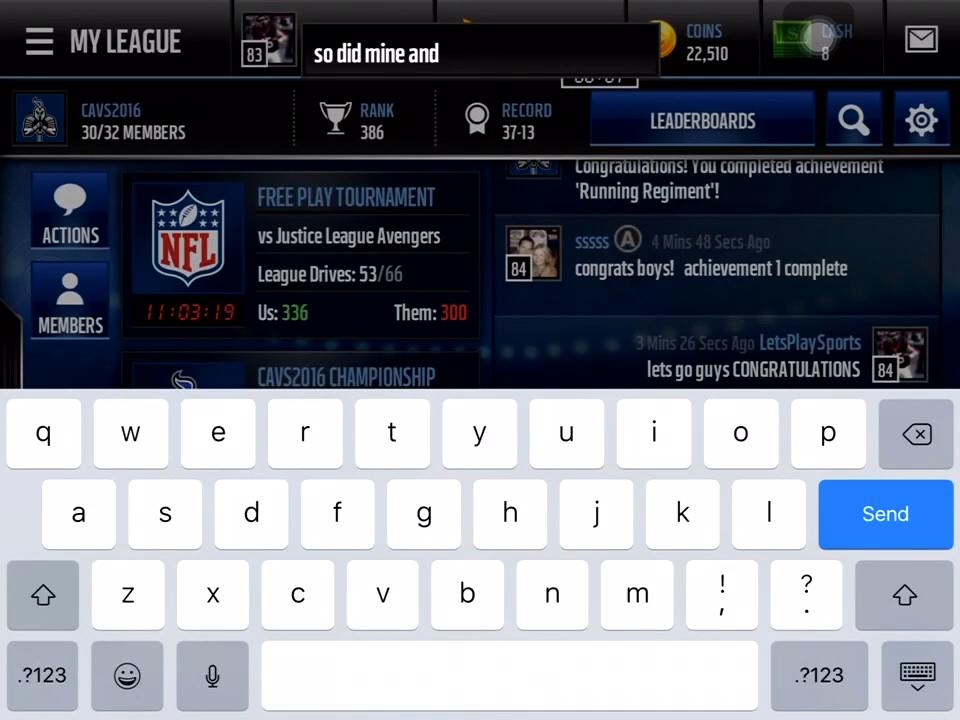 MY LEAGUE
83
so did mine and
COINS
22,510
CASH
8
CAVS2016
30/32 MEMBERS
RANK
386
RECORD
37-13
LEADERBOARDS
ACTIONS
MEMBERS
NFL
11:03:19
FREE PLAY TOURNAMENT
vs Justice League Avengers
League Drives: 53/66
Us: 336 Them: 300
CAVS2016 CHAMPIONSHIP
Congratulations! You completed achievement
'Running Regiment'!
84
sssss A 4 Mins 48 Secs Ago
congrats boys! achievement 1 complete
3 Mins 26 Secs Ago LetsPlaySports
lets go guys CONGRATULATIONS
84
q w e r t y u i o p
a s d f g h j k l Send
z x c v b n m ! , ? .
.?123 .?123